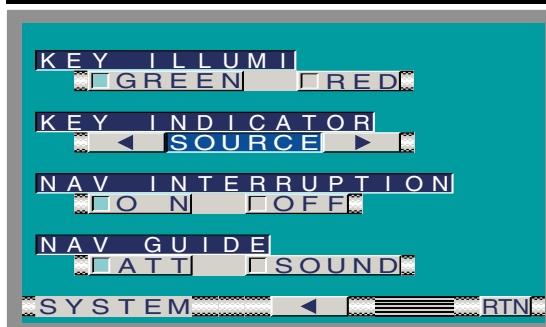 KEY ILLUMI
GREEN RED
KEY INDICATOR
◀ SOURCE ▶
NAV INTERRUPTION
ON OFF
NAV GUIDE
ATT SOUND
SYSTEM ◀ RTN